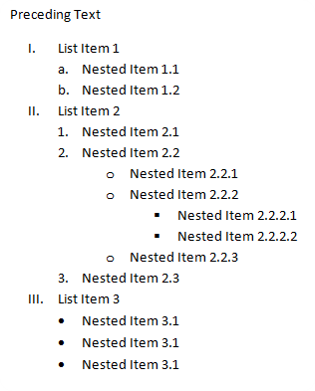 Preceding Text
I. List Item 1
a. Nested Item 1.1
b. Nested Item 1.2
II. List Item 2
1. Nested Item 2.1
2. Nested Item 2.2
o Nested Item 2.2.1
o Nested Item 2.2.2
▪ Nested Item 2.2.2.1
▪ Nested Item 2.2.2.2
o Nested Item 2.2.3
3. Nested Item 2.3
III. List Item 3
• Nested Item 3.1
• Nested Item 3.1
• Nested Item 3.1